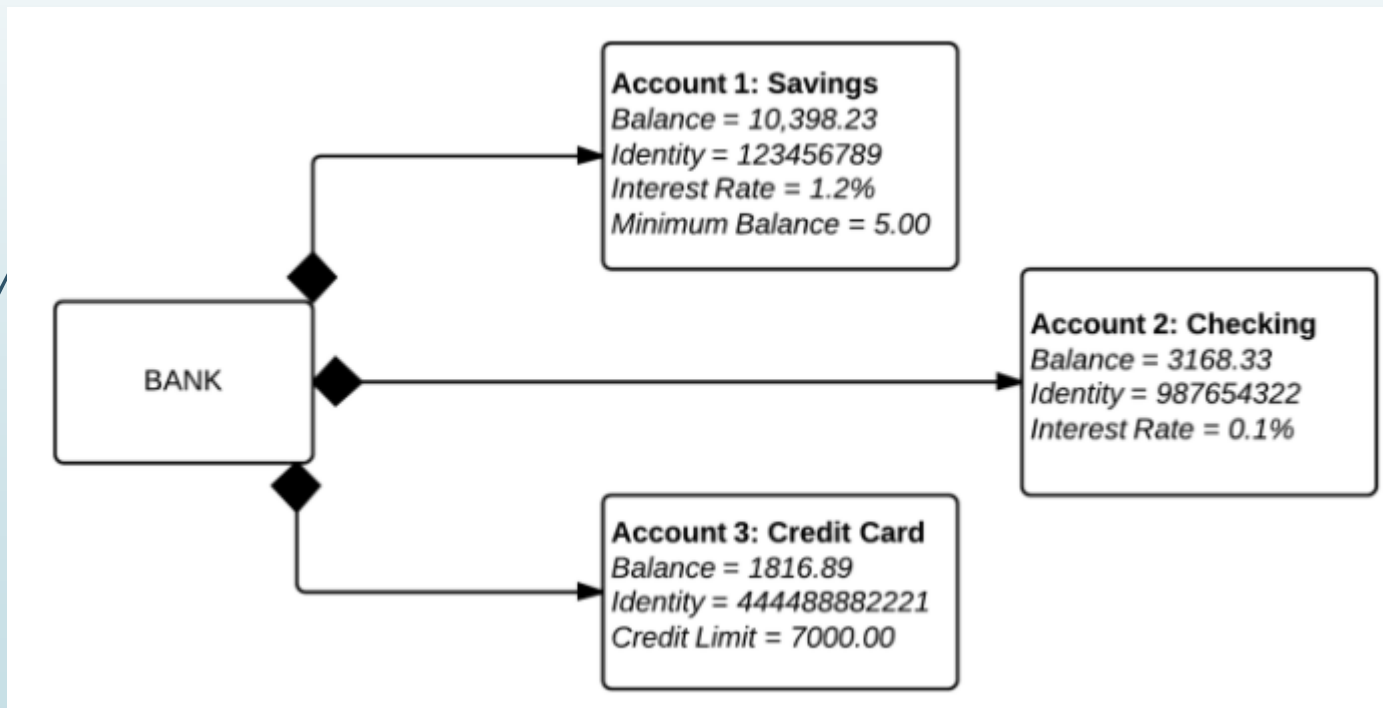 Account 1: Savings
Balance = 10,398.23
Identity = 123456789
Interest Rate = 1.2%
Minimum Balance = 5.00
BANK
Account 2: Checking
Balance = 3168.33
Identity = 987654322
Interest Rate = 0.1%
Account 3: Credit Card
Balance = 1816.89
Identity = 444488882221
Credit Limit = 7000.00